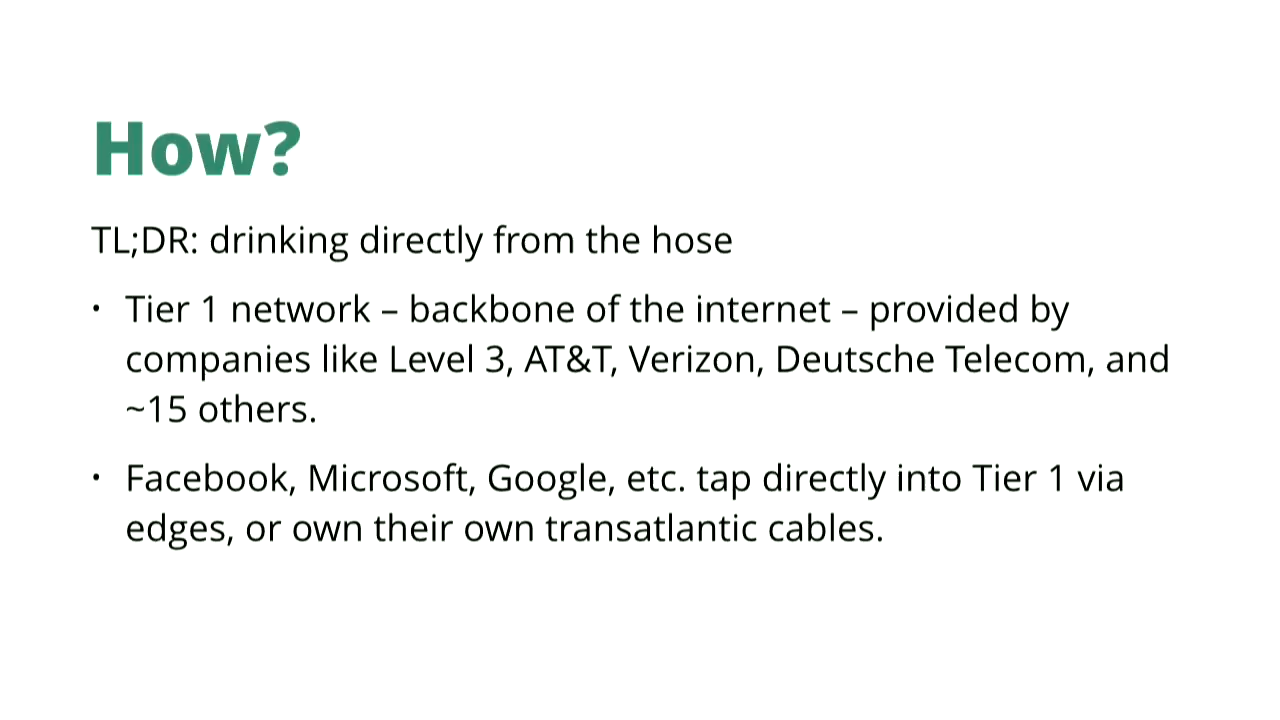 How?
TL;DR: drinking directly from the hose
• Tier 1 network – backbone of the internet – provided by
companies like Level 3, AT&T, Verizon, Deutsche Telecom, and
~15 others.
• Facebook, Microsoft, Google, etc. tap directly into Tier 1 via
edges, or own their own transatlantic cables.